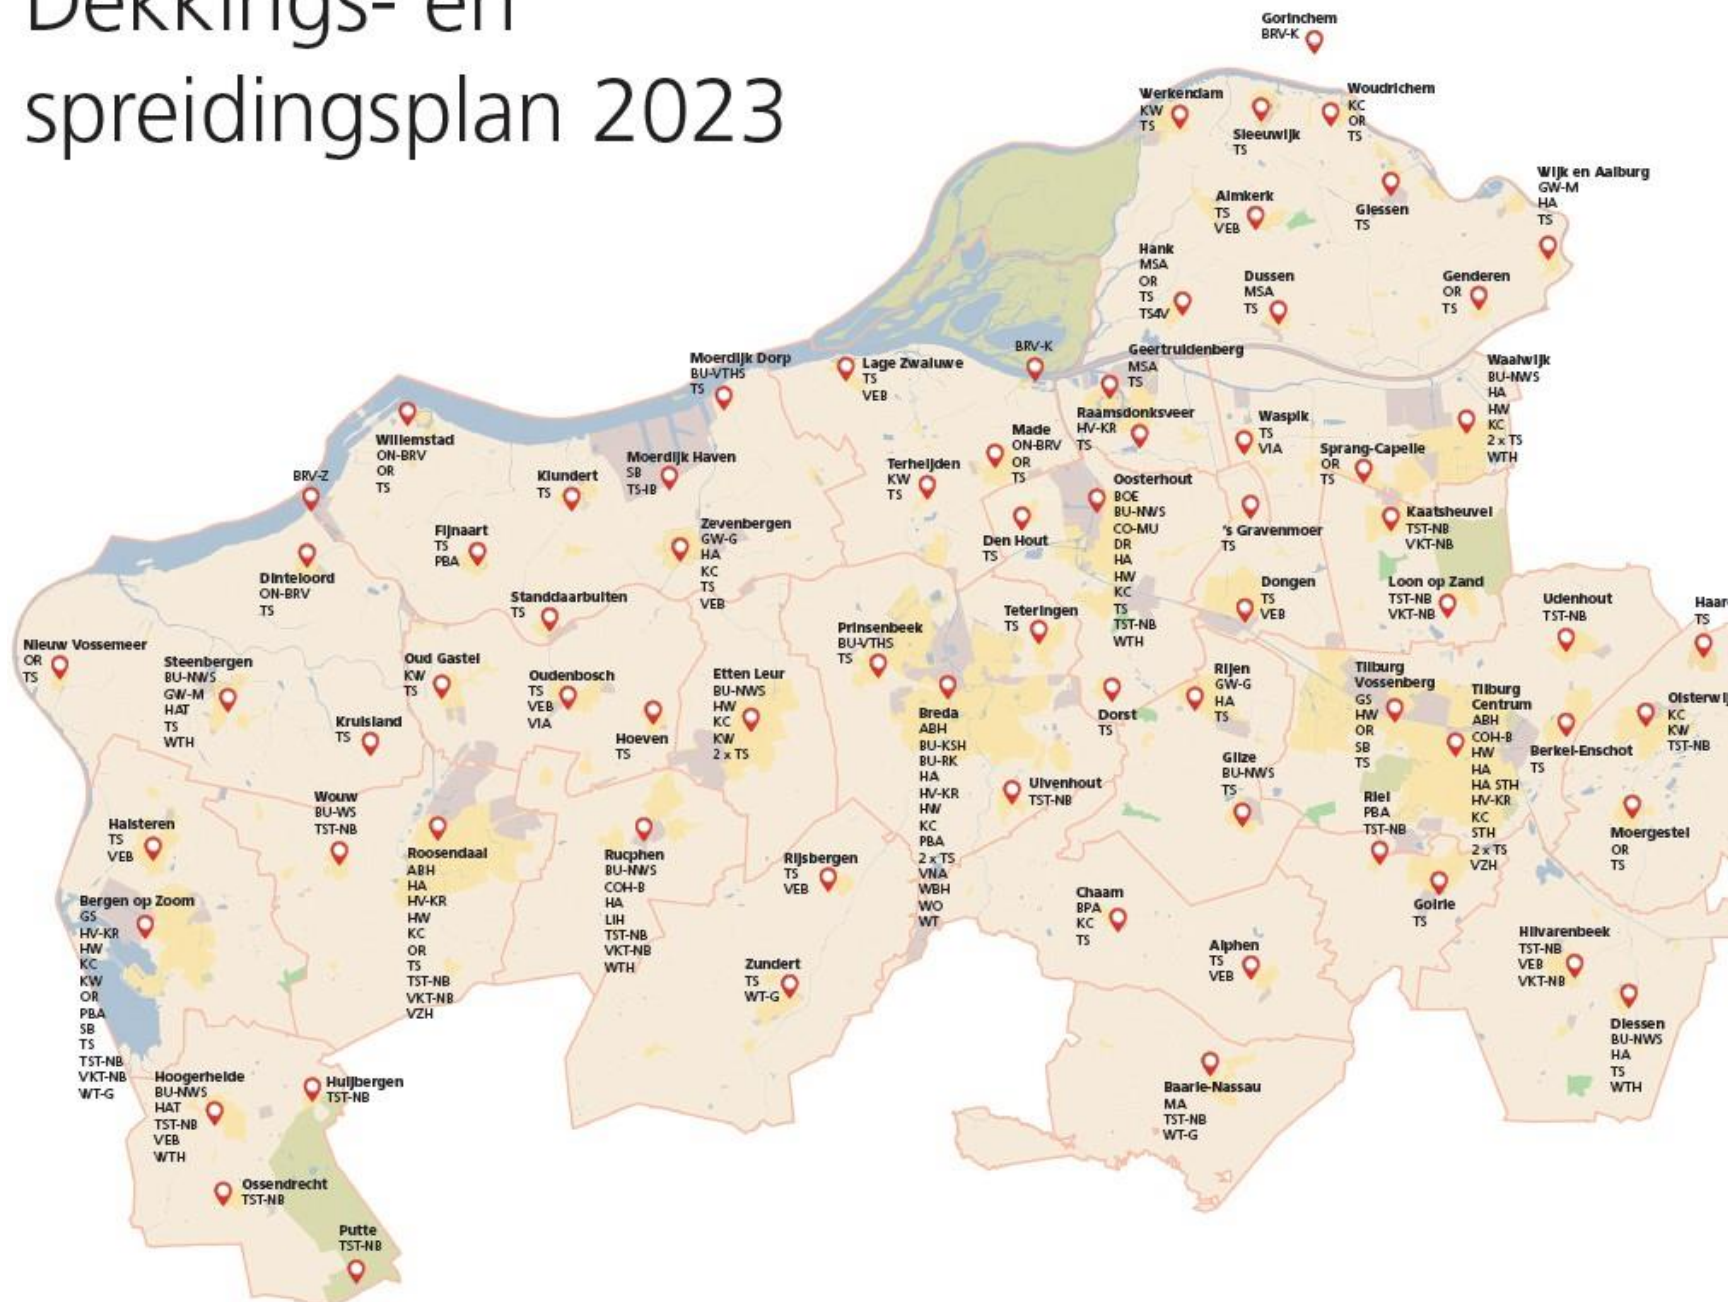 Dekkings- en
spreidingsplan 2023
Gorinchem
BRV-K
Werkendam
KW
TS
Sleeuwijk
TS
Woudrichem
KC
OR
TS
Wijk en Aalburg
GW-M
HA
TS
Almkerk
TS
VEB
Giessen
TS
Hank
MSA
OR
TS
TS4V
Dussen
MSA
TS
Genderen
OR
TS
Moerdijk Dorp
BU-VTHS
TS
Lage Zwaluwe
TS
VEB
BRV-K
Geertruidenberg
MSA
TS
Waalwijk
BU-NWS
HA
HW
KC
2 x TS
WTH
Willemstad
ON-BRV
OR
TS
BRV-Z
Klundert
TS
Moerdijk Haven
SB
TS-IB
Raamsdonksveer
HV-KR
TS
Made
ON-BRV
OR
TS
Terheijden
KW
TS
Waspik
TS
VIA
Sprang-Capelle
OR
TS
Oosterhout
BOE
BU-NWS
CO-MU
DR
HA
HW
KC
TS
TST-NB
WTH
Kaatsheuvel
TST-NB
VKT-NB
Fijnaart
TS
PBA
Zevenbergen
GW-G
HA
KC
TS
VEB
Den Hout
TS
's Gravenmoer
TS
Dinteloord
ON-BRV
TS
Standdaarbuiten
TS
Teteringen
TS
Dongen
TS
VEB
Loon op Zand
TST-NB
VKT-NB
Udenhout
TST-NB
Haar
TS
Nieuw Vossemeer
OR
TS
Steenbergen
BU-NWS
GW-M
HAT
TS
WTH
Kruisland
TS
Oud Gastel
KW
TS
Oudenbosch
TS
VEB
VIA
Hoeven
TS
Etten Leur
BU-NWS
HW
KC
KW
2 x TS
Prinsenbeek
BU-VTHS
TS
Breda
ABH
BU-KSH
BU-RK
HA
HV-KR
HW
KC
PBA
2 x TS
VNA
WBH
WO
WT
Dorst
TS
Rijen
GW-G
HA
TS
Tilburg
Vossenberg
GS
HW
OR
SB
TS
Tilburg
Centrum
ABH
COH-B
HW
HA
HA STH
HV-KR
KC
STH
2 x TS
VZH
Berkel-Enschot
TS
Oisterwij
KC
KW
TST-NB
Ulvenhout
TST-NB
Gilze
BU-NWS
TS
Riel
PBA
TST-NB
Moergestel
OR
TS
Halsteren
TS
VEB
Wouw
BU-WS
TST-NB
Roosendaal
ABH
HA
HV-KR
HW
KC
OR
TS
TST-NB
VKT-NB
VZH
Rucphen
BU-NWS
COH-B
HA
LIH
TST-NB
VKT-NB
WTH
Rijsbergen
TS
VEB
Bergen op Zoom
GS
HV-KR
HW
KC
KW
OR
PBA
SB
TS
TST-NB
VKT-NB
WT-G
Chaam
BPA
KC
TS
Goirle
TS
Zundert
TS
WT-G
Alphen
TS
VEB
Hilvarenbeek
TST-NB
VEB
VKT-NB
Diessen
BU-NWS
HA
TS
WTH
Hoogerheide
BU-NWS
HAT
TST-NB
VEB
WTH
Huijbergen
TST-NB
Baarle-Nassau
MA
TST-NB
WT-G
Ossendrecht
TST-NB
Putte
TST-NB